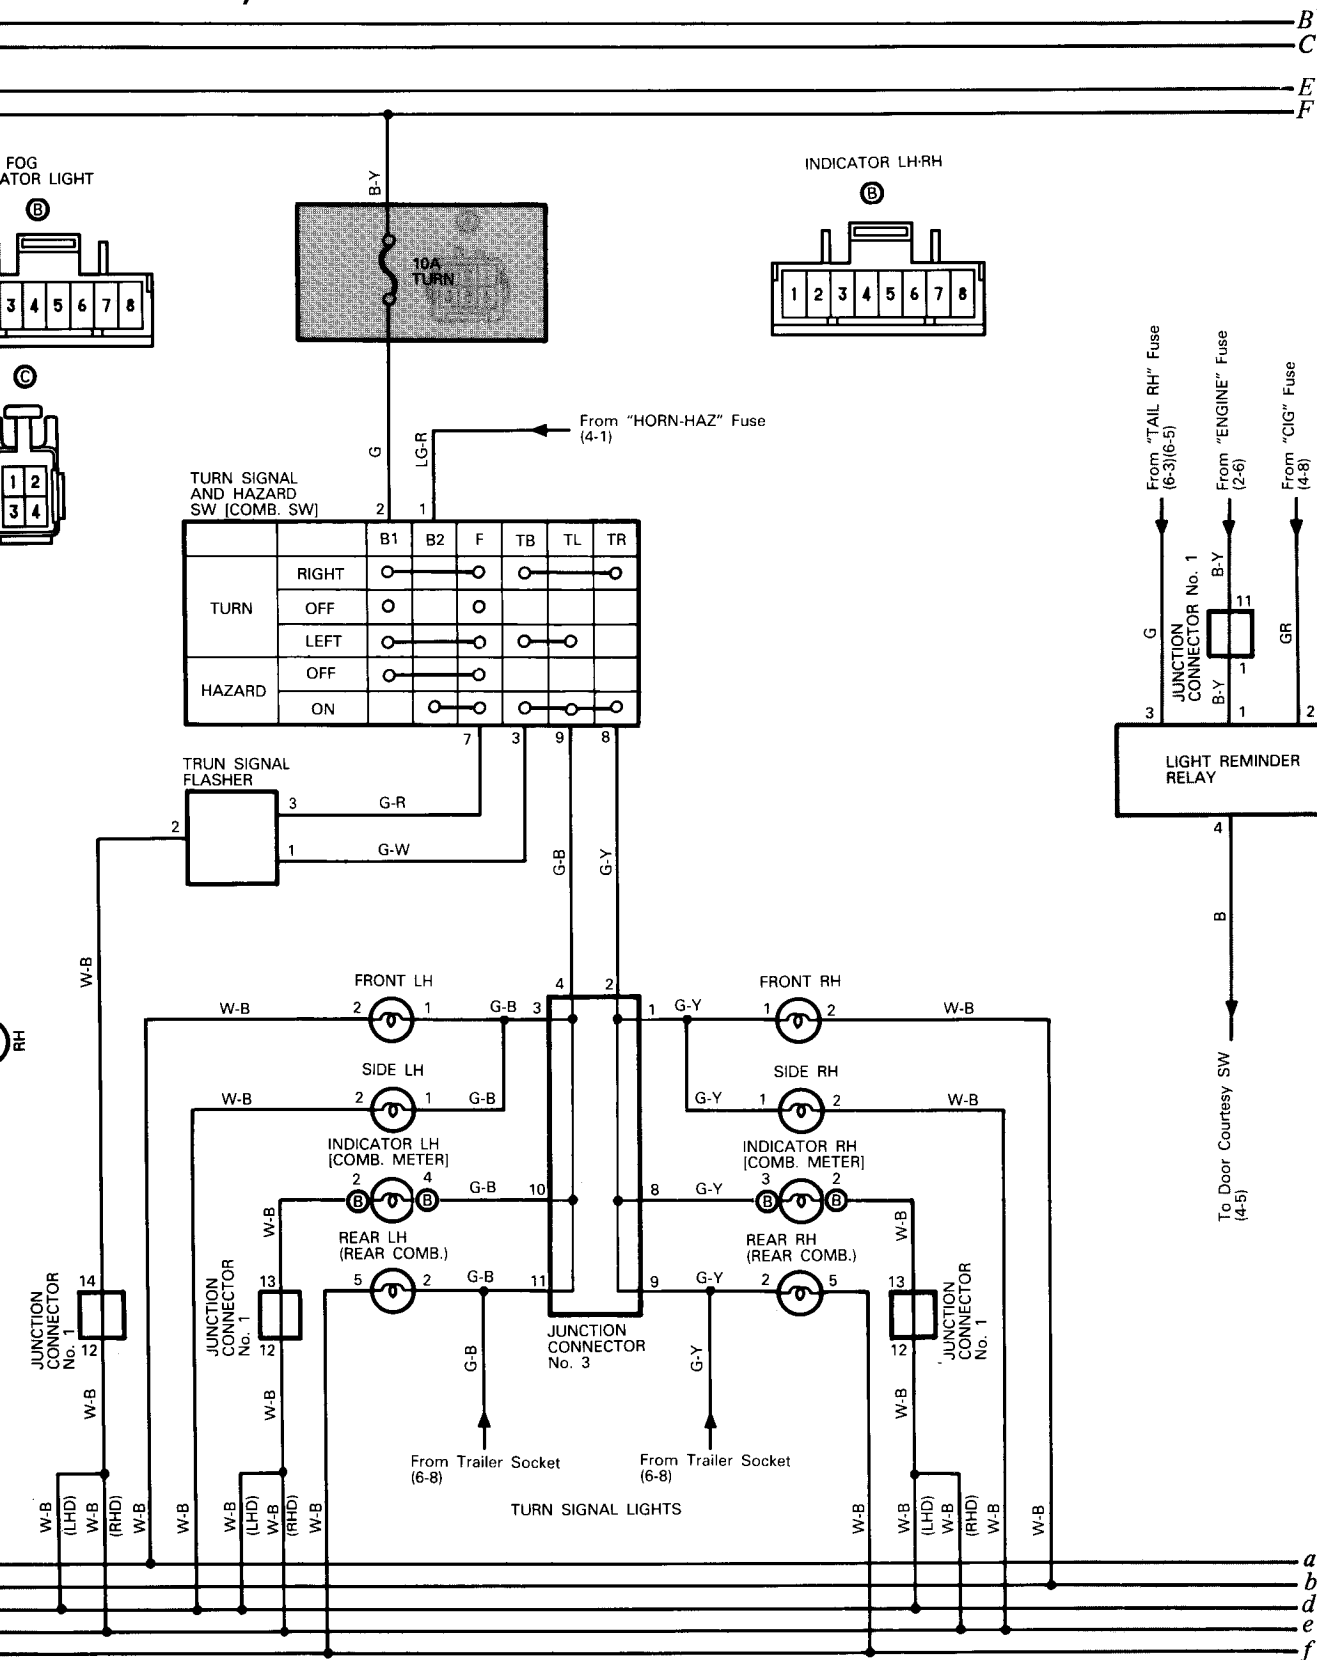 B
C
E
F
FOG
ATOR LIGHT
B
3 4 5 6 7 8
C
1 2
3 4
RH
B-Y
10A
TURN
INDICATOR LH·RH
B
1 2 3 4 5 6 7 8
G
LG-R
From "HORN-HAZ" Fuse
(4-1)
TURN SIGNAL
AND HAZARD
SW [COMB. SW]
2
1
B1 B2 F TB TL TR
TURN
RIGHT
OFF
LEFT
HAZARD
OFF
ON
7 3 9 8
TRUN SIGNAL
FLASHER
2
3
G-R
1
G-W
G-B
G-Y
From "TAIL RH" Fuse
(6-3)(6-5)
From "ENGINE" Fuse
(2-6)
From "CIG" Fuse
(4-8)
G
B-Y
JUNCTION
CONNECTOR No. 1
11
1
B-Y
GR
3
1
2
LIGHT REMINDER
RELAY
4
B
To Door Courtesy SW
(4-5)
W-B
FRONT LH
W-B 2 1 G-B 3
4 2
FRONT RH
1 G-Y 1 2 W-B
SIDE LH
W-B 2 1 G-B
SIDE RH
G-Y 1 2 W-B
INDICATOR LH
[COMB. METER]
2 4
B B
G-B 10
INDICATOR RH
[COMB. METER]
3 2
B B
8 G-Y
W-B
W-B
REAR LH
(REAR COMB.)
5 2 G-B 11
REAR RH
(REAR COMB.)
9 G-Y 2 5
JUNCTION
CONNECTOR
No. 1
14
12
JUNCTION
CONNECTOR
No. 1
13
12
JUNCTION
CONNECTOR
No. 3
13
12
JUNCTION
CONNECTOR
No. 1
W-B
W-B
G-B
G-Y
W-B
From Trailer Socket
(6-8)
From Trailer Socket
(6-8)
TURN SIGNAL LIGHTS
W-B
(LHD)
W-B
(RHD)
W-B
W-B
W-B
(LHD)
W-B
(RHD)
W-B
W-B
W-B
(LHD)
W-B
(RHD)
W-B
W-B
a
b
d
e
f